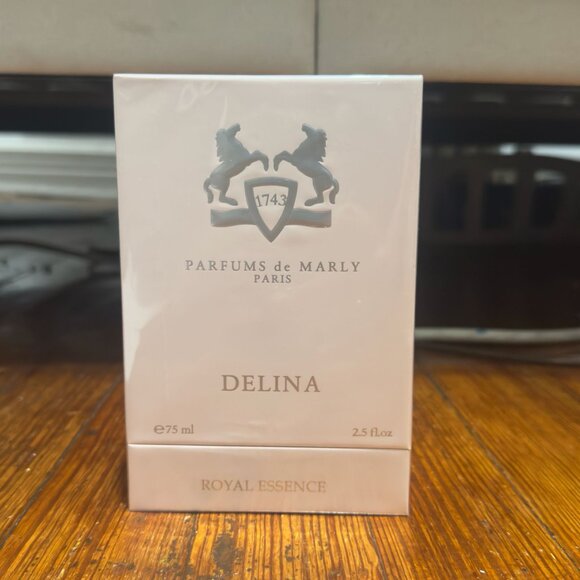 1743
PARFUMS de MARLY
PARIS
DELINA
℮75 ml 2.5 fl.oz
ROYAL ESSENCE